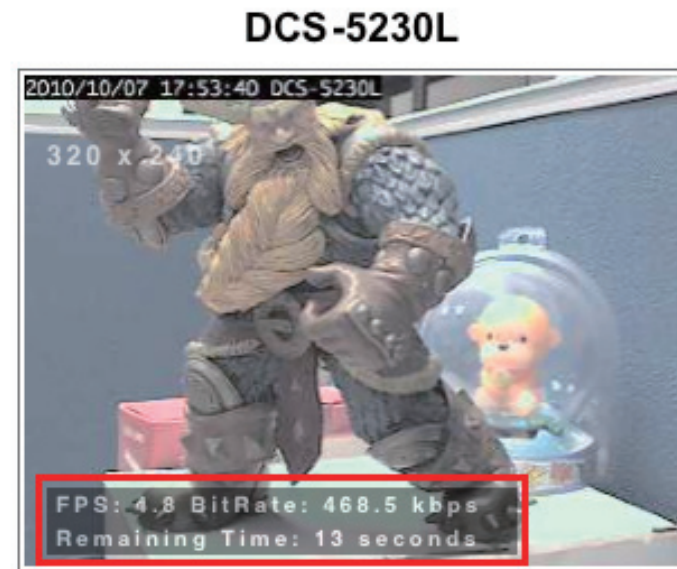 DCS-5230L
2010/10/07 17:53:40 DCS-5230L
320 x 240
FPS: 4.8 BitRate: 468.5 kbps
Remaining Time: 13 seconds